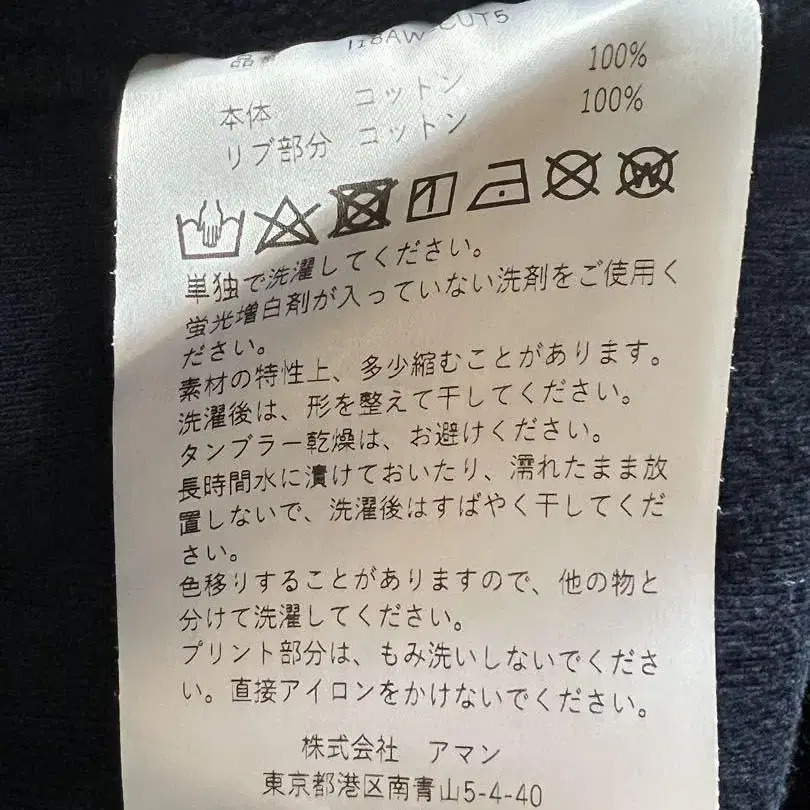 118AW-CUT5
本体 コットン 100%
リブ部分 コットン 100%
単独で洗濯してください。
蛍光増白剤が入っていない洗剤をご使用く
ださい。
素材の特性上、多少縮むことがあります。
洗濯後は、形を整えて干してください。
タンブラー乾燥は、お避けください。
長時間水に漬けておいたり、濡れたまま放
置しないで、洗濯後はすばやく干してくだ
さい。
色移りすることがありますので、他の物と
分けて洗濯してください。
プリント部分は、もみ洗いしないでくださ
い。直接アイロンをかけないでください。
株式会社 アマン
東京都港区南青山5-4-40